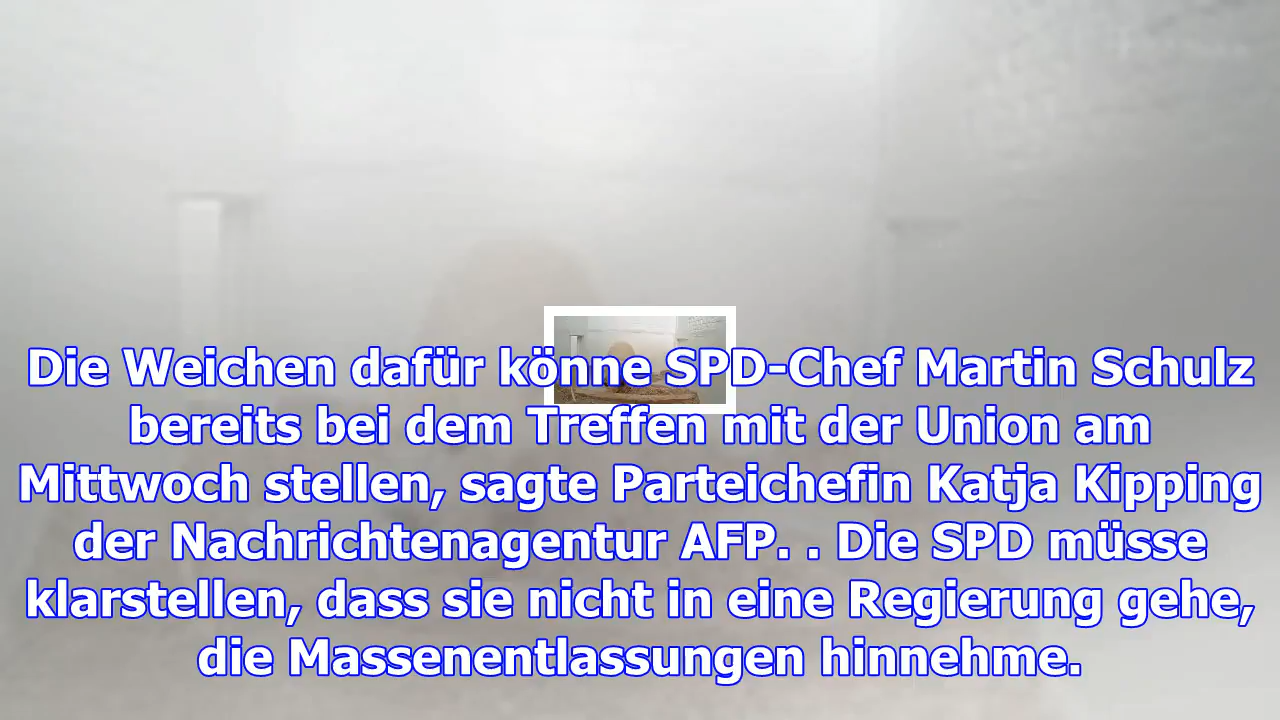 Die Weichen dafür könne SPD-Chef Martin Schulz
bereits bei dem Treffen mit der Union am
Mittwoch stellen, sagte Parteichefin Katja Kipping
der Nachrichtenagentur AFP. . Die SPD müsse
klarstellen, dass sie nicht in eine Regierung gehe,
die Massenentlassungen hinnehme.